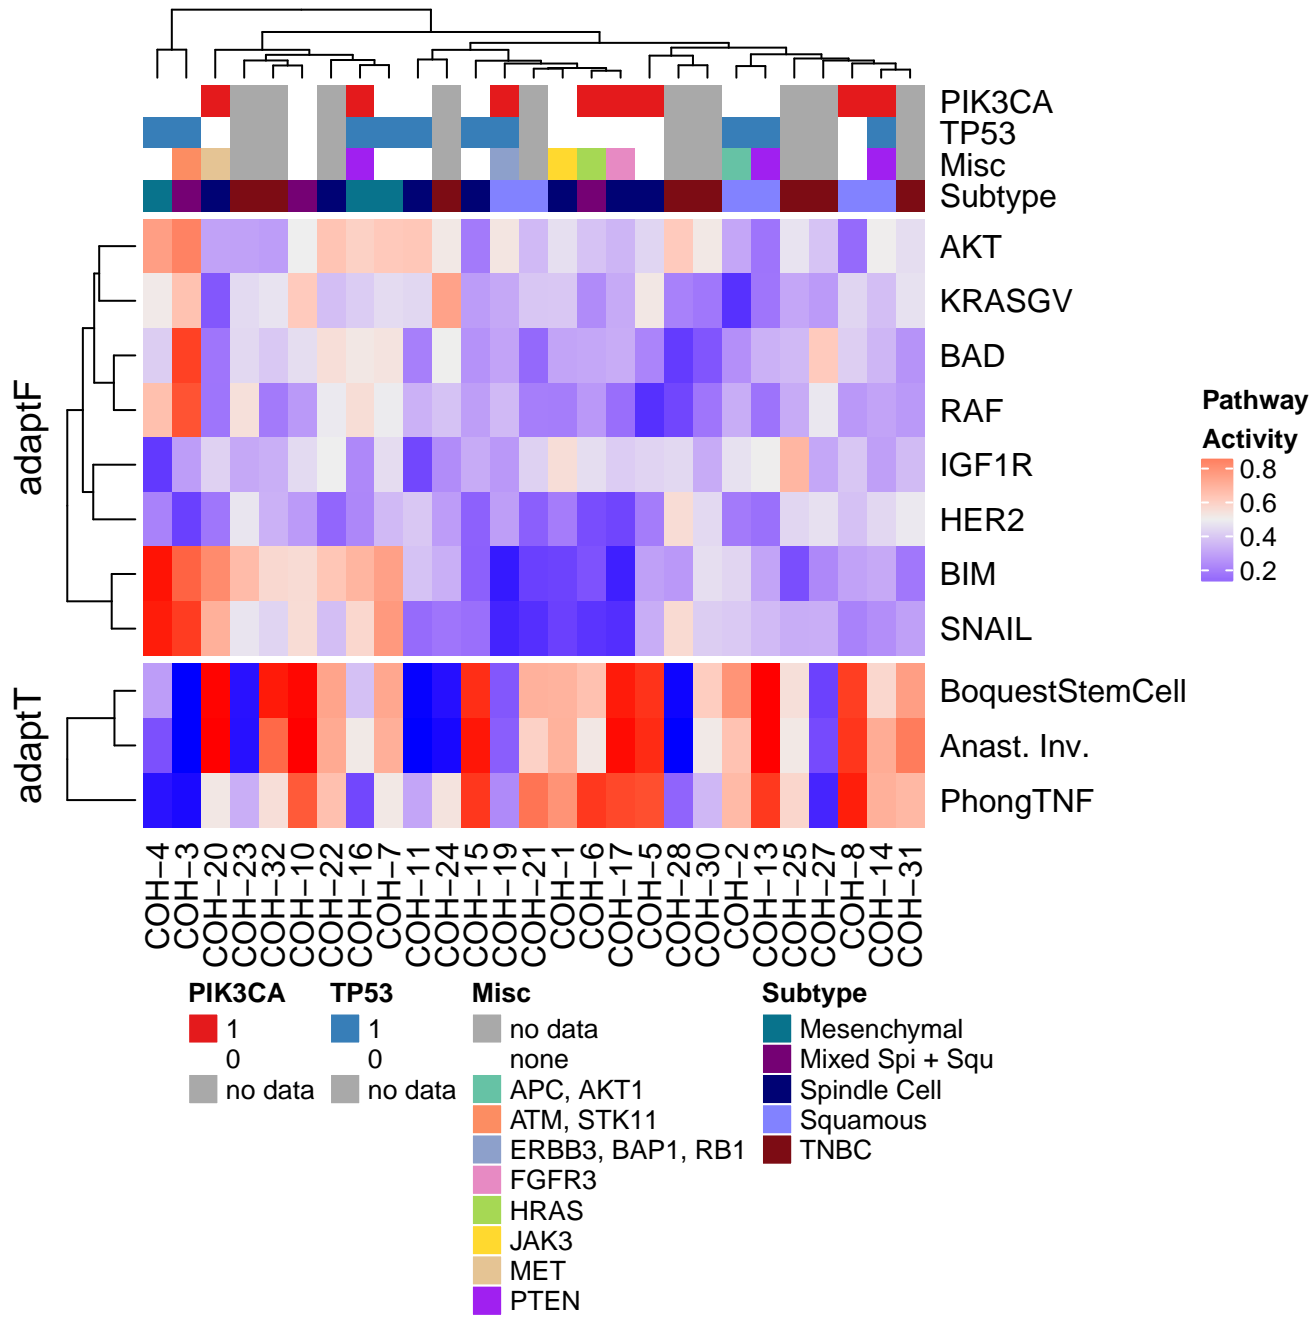 PIK3CA
TP53
Misc
Subtype
adaptF
AKT
KRASGV
BAD
RAF
IGF1R
HER2
BIM
SNAIL
Pathway
Activity
0.8
0.6
0.4
0.2
adaptT
BoquestStemCell
Anast. Inv.
PhongTNF
COH−4
COH−3
COH−20
COH−23
COH−32
COH−10
COH−22
COH−16
COH−7
COH−11
COH−24
COH−15
COH−19
COH−21
COH−1
COH−6
COH−17
COH−5
COH−28
COH−30
COH−2
COH−13
COH−25
COH−27
COH−8
COH−14
COH−31
PIK3CA
1
0
no data
TP53
1
0
no data
Misc
no data
none
APC, AKT1
ATM, STK11
ERBB3, BAP1, RB1
FGFR3
HRAS
JAK3
MET
PTEN
Subtype
Mesenchymal
Mixed Spi + Squ
Spindle Cell
Squamous
TNBC